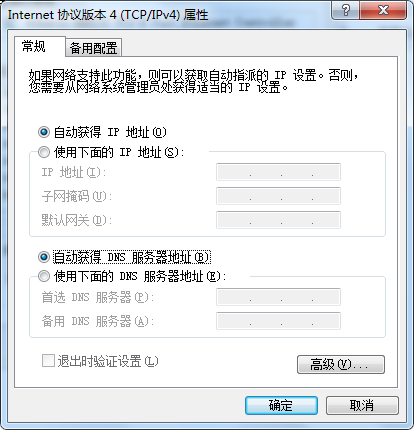 Internet 协议版本 4 (TCP/IPv4) 属性
常规
备用配置
如果网络支持此功能，则可以获取自动指派的 IP 设置。否则，
您需要从网络系统管理员处获得适当的 IP 设置。
自动获得 IP 地址(O)
使用下面的 IP 地址(S):
IP 地址(I):
子网掩码(U):
默认网关(D):
自动获得 DNS 服务器地址(B)
使用下面的 DNS 服务器地址(E):
首选 DNS 服务器(P):
备用 DNS 服务器(A):
退出时验证设置(L)
高级(V)...
确定
取消